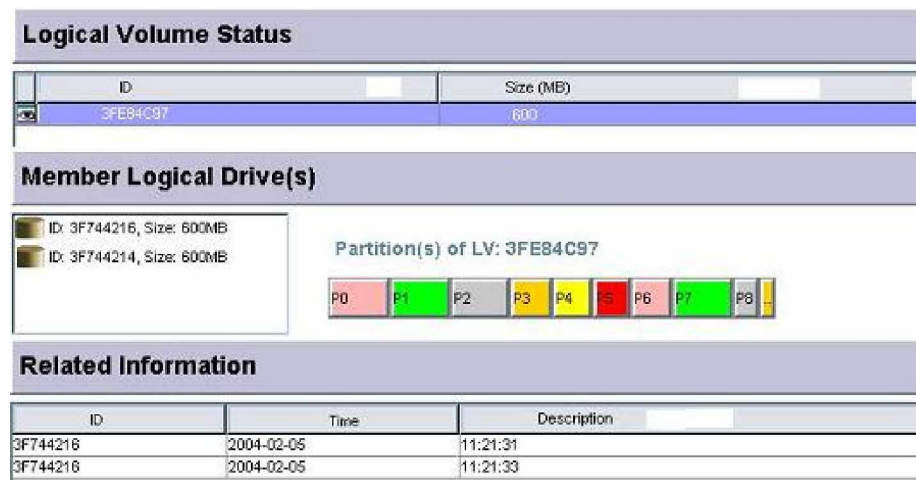 Logical Volume Status
ID Size (MB)
3FE84C97 600
Member Logical Drive(s)
ID: 3F744216, Size: 600MB
ID: 3F744214, Size: 600MB
Partition(s) of LV: 3FE84C97
P0 P1 P2 P3 P4 P5 P6 P7 P8 ..
Related Information
ID Time Description
3F744216 2004-02-05 11:21:31
3F744216 2004-02-05 11:21:33